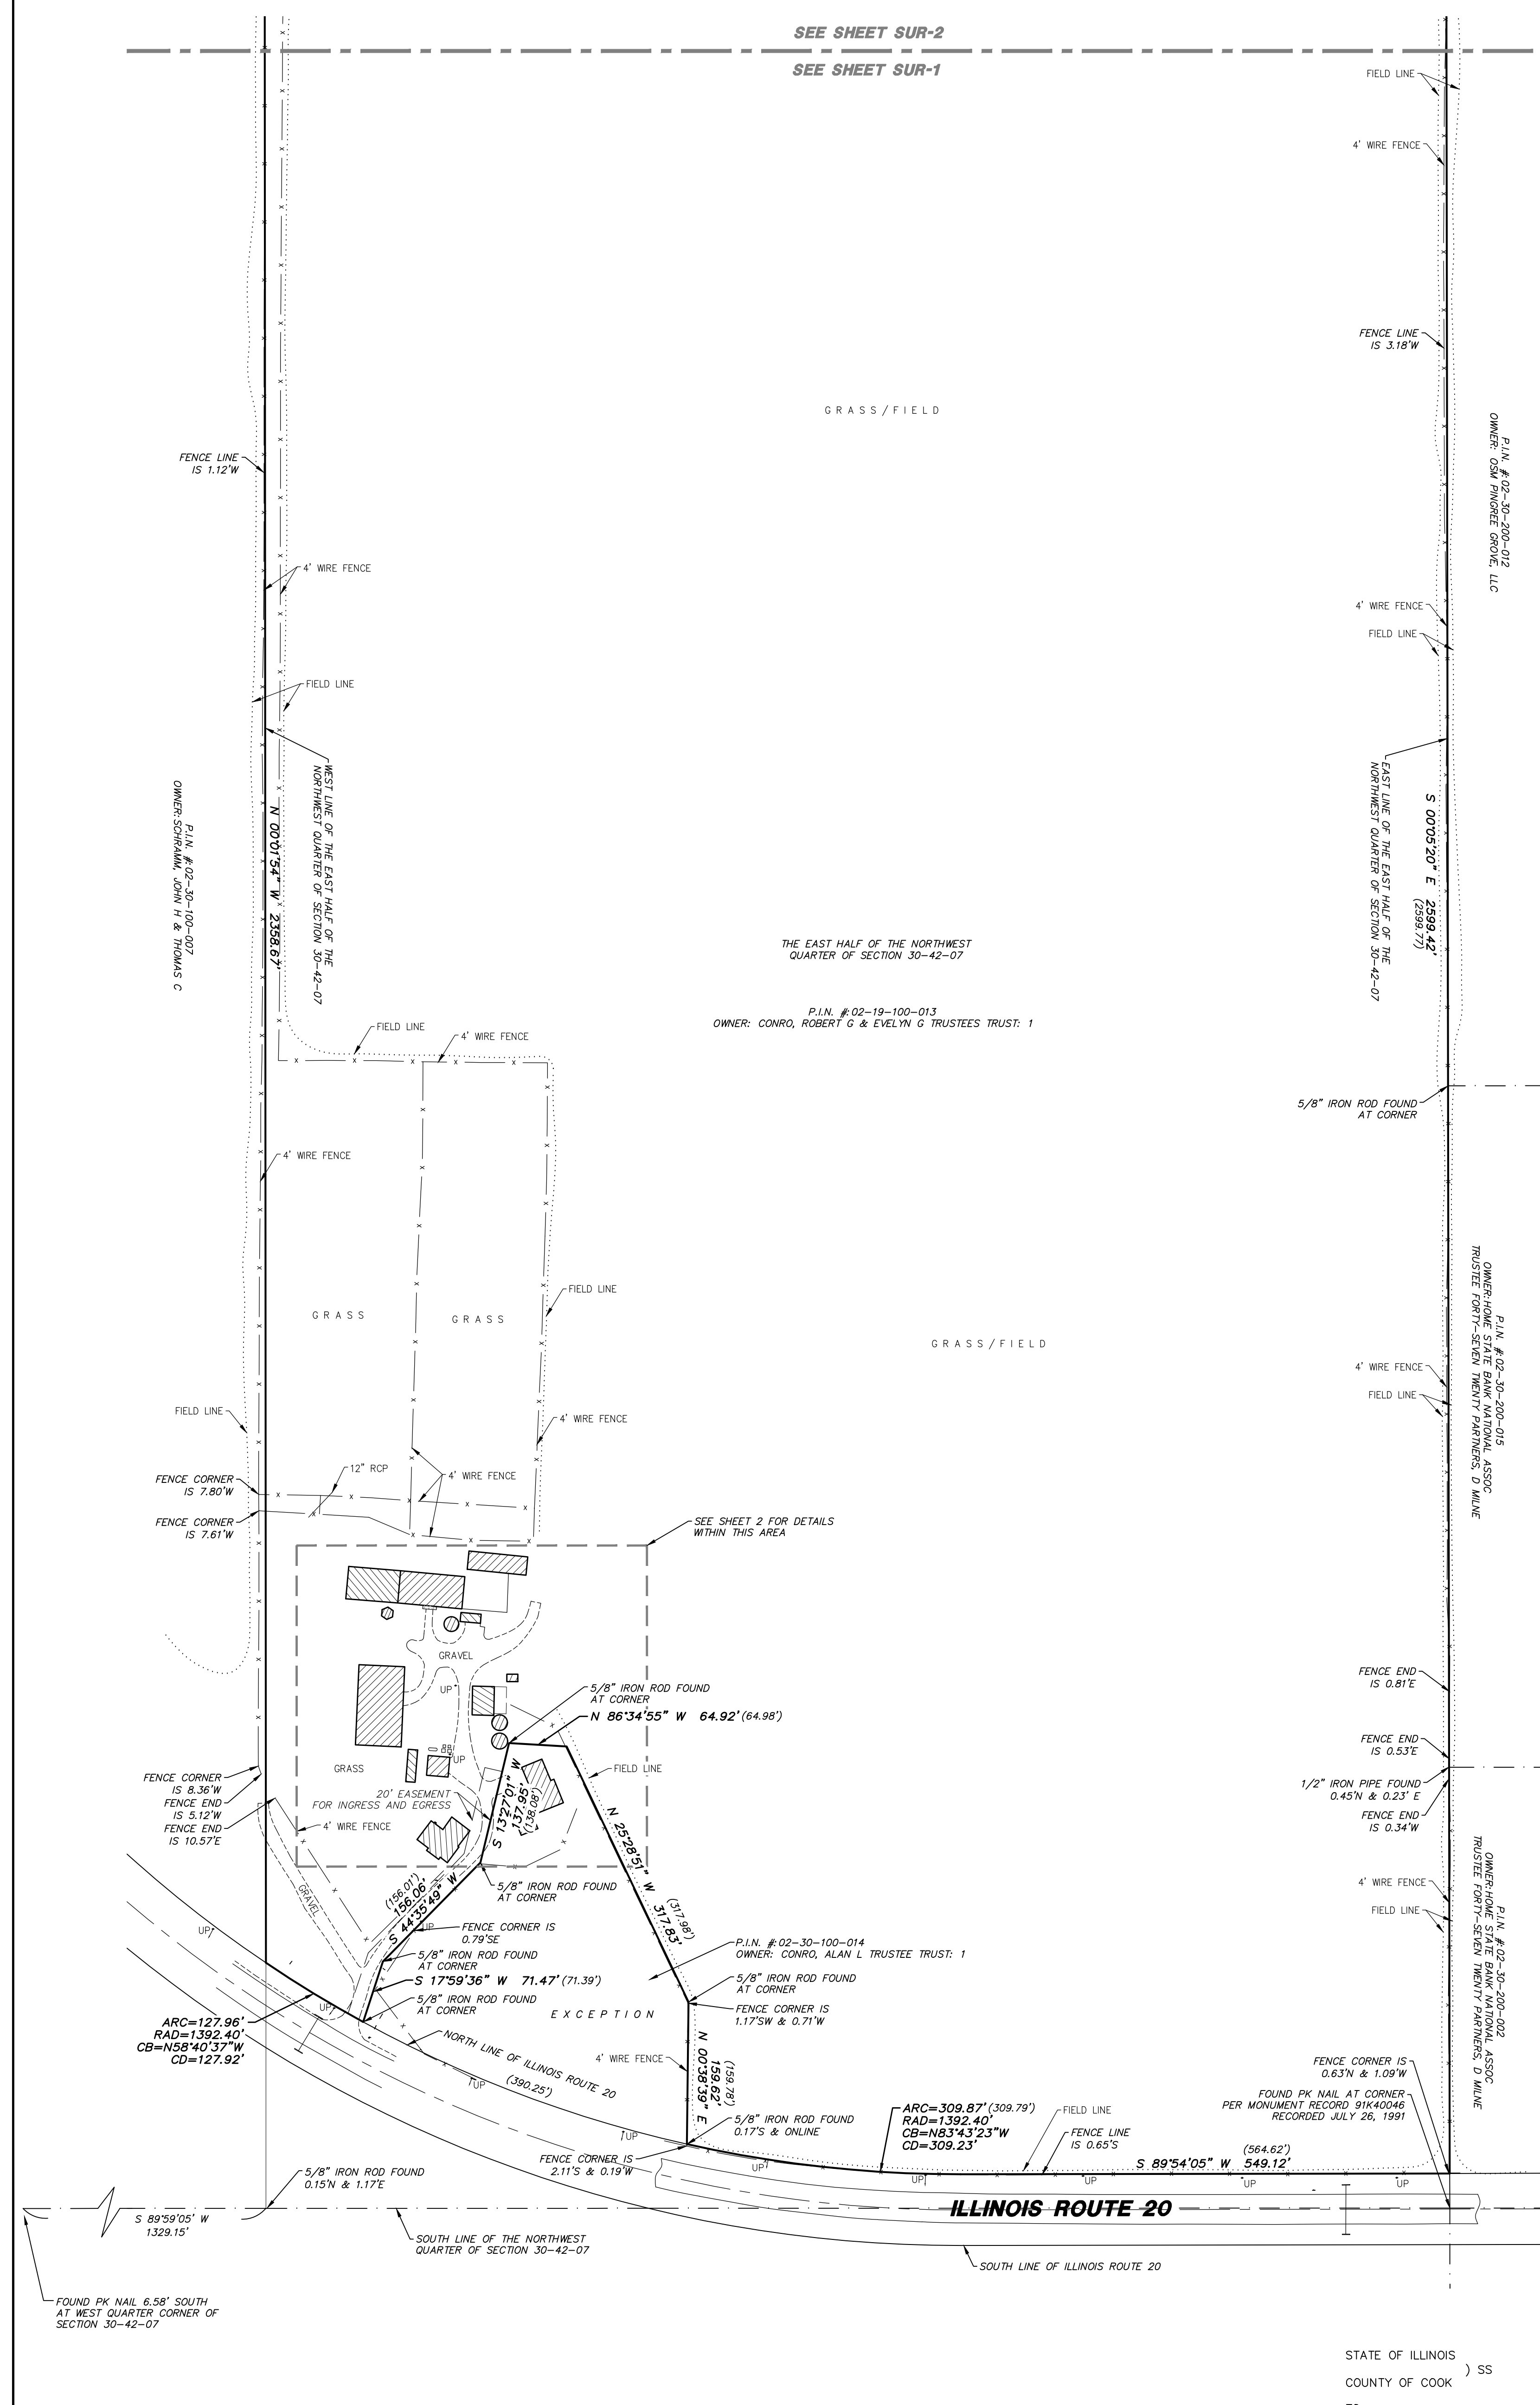 SEE SHEET SUR-2
SEE SHEET SUR-1
FIELD LINE
4' WIRE FENCE
FENCE LINE
IS 3.18'W
GRASS/FIELD
P.I.N. #:02-30-200-012
OWNER: OSM PINGREE GROVE, LLC
FENCE LINE
IS 1.12'W
4' WIRE FENCE
4' WIRE FENCE
FIELD LINE
FIELD LINE
WEST LINE OF THE EAST HALF OF THE
NORTHWEST QUARTER OF SECTION 30-42-07
N 00°01'54" W 2358.67'
P.I.N. #:02-30-100-007
OWNER:SCHRAMM, JOHN H & THOMAS C
EAST LINE OF THE EAST HALF OF THE
NORTHWEST QUARTER OF SECTION 30-42-07
S 00°05'20" E 2599.42'
(2599.77)
THE EAST HALF OF THE NORTHWEST
QUARTER OF SECTION 30-42-07
P.I.N. #:02-19-100-013
OWNER: CONRO, ROBERT G & EVELYN G TRUSTEES TRUST: 1
FIELD LINE
4' WIRE FENCE
5/8" IRON ROD FOUND
AT CORNER
4' WIRE FENCE
FIELD LINE
GRASS
GRASS
GRASS/FIELD
P.I.N. #:02-30-200-015
OWNER:HOME STATE BANK NATIONAL ASSOC
TRUSTEE FORTY-SEVEN TWENTY PARTNERS, D MILNE
4' WIRE FENCE
FIELD LINE
FIELD LINE
4' WIRE FENCE
12" RCP
4' WIRE FENCE
FENCE CORNER
IS 7.80'W
FENCE CORNER
IS 7.61'W
SEE SHEET 2 FOR DETAILS
WITHIN THIS AREA
GRAVEL
UP
5/8" IRON ROD FOUND
AT CORNER
N 86°34'55" W 64.92' (64.98')
FENCE END
IS 0.81'E
FENCE END
IS 0.53'E
1/2" IRON PIPE FOUND
0.45'N & 0.23' E
FENCE END
IS 0.34'W
UP
GRASS
FIELD LINE
FENCE CORNER
IS 8.36'W
FENCE END
IS 5.12'W
FENCE END
IS 10.57'E
20' EASEMENT
FOR INGRESS AND EGRESS
4' WIRE FENCE
S 13°27'01" W
137.95'
(138.08')
N 25°28'51" W 317.83'
(317.98')
(156.01')
156.06'
S 44°35'49" W
GRAVEL
5/8" IRON ROD FOUND
AT CORNER
4' WIRE FENCE
FIELD LINE
P.I.N. #:02-30-200-002
OWNER:HOME STATE BANK NATIONAL ASSOC
TRUSTEE FORTY-SEVEN TWENTY PARTNERS, D MILNE
UP
UP
FENCE CORNER IS
0.79'SE
5/8" IRON ROD FOUND
AT CORNER
S 17°59'36" W 71.47' (71.39')
5/8" IRON ROD FOUND
AT CORNER
P.I.N. #:02-30-100-014
OWNER: CONRO, ALAN L TRUSTEE TRUST: 1
5/8" IRON ROD FOUND
AT CORNER
FENCE CORNER IS
1.17'SW & 0.71'W
EXCEPTION
UP
ARC=127.96'
RAD=1392.40'
CB=N58°40'37"W
CD=127.92'
NORTH LINE OF ILLINOIS ROUTE 20
(390.25')
UP
4' WIRE FENCE
N 00°38'39" E
159.62'
(159.78')
FENCE CORNER IS
0.63'N & 1.09'W
FOUND PK NAIL AT CORNER
PER MONUMENT RECORD 91K40046
RECORDED JULY 26, 1991
5/8" IRON ROD FOUND
0.17'S & ONLINE
UP
FENCE CORNER IS
2.11'S & 0.19'W
ARC=309.87' (309.79')
RAD=1392.40'
CB=N83°43'23"W
CD=309.23'
FIELD LINE
FENCE LINE
IS 0.65'S
(564.62')
S 89°54'05" W 549.12'
UP
UP
UP
UP
UP
5/8" IRON ROD FOUND
0.15'N & 1.17'E
ILLINOIS ROUTE 20
S 89°59'05' W
1329.15'
SOUTH LINE OF THE NORTHWEST
QUARTER OF SECTION 30-42-07
SOUTH LINE OF ILLINOIS ROUTE 20
FOUND PK NAIL 6.58' SOUTH
AT WEST QUARTER CORNER OF
SECTION 30-42-07
STATE OF ILLINOIS
) SS
COUNTY OF COOK